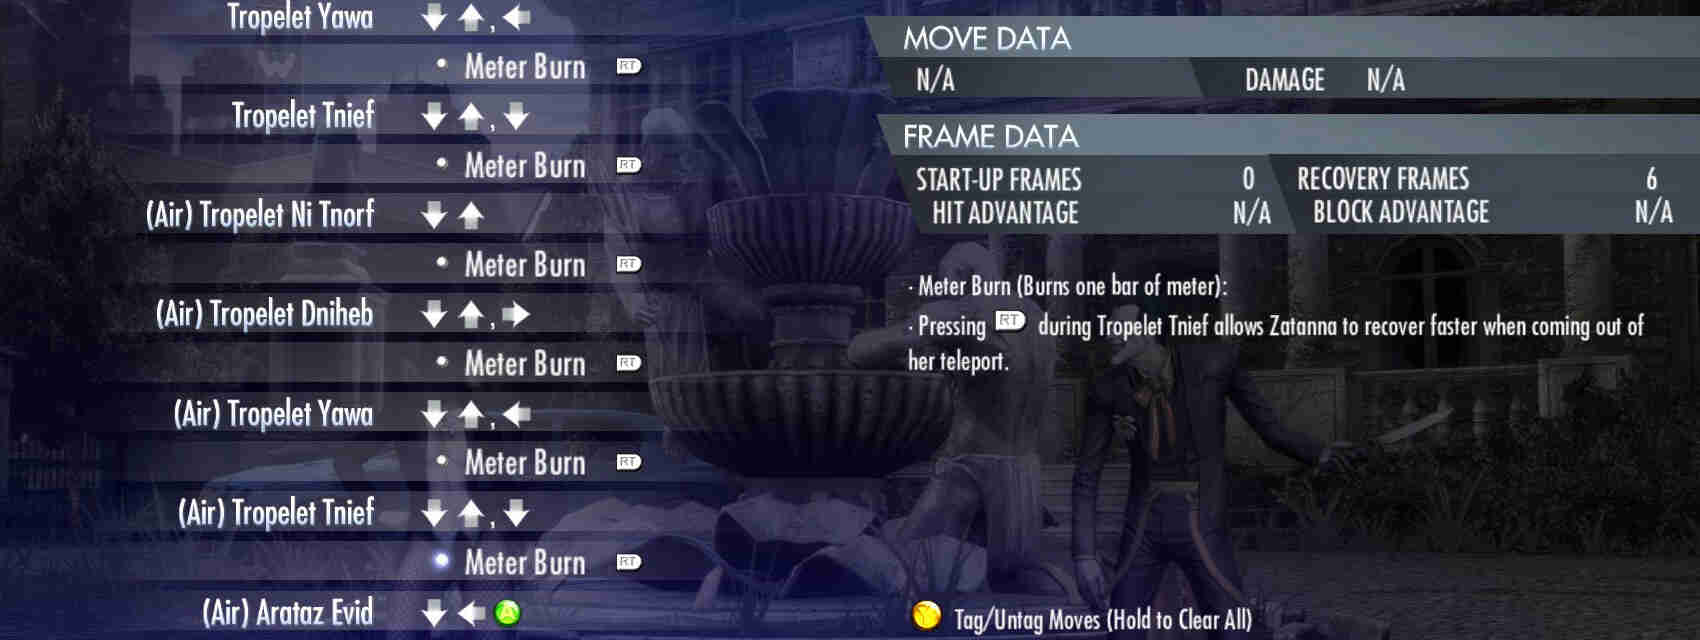 Tropelet Yawa ,
Meter Burn RT
Tropelet Tnief ,
Meter Burn RT
(Air) Tropelet Ni Tnorf
Meter Burn RT
(Air) Tropelet Dniheb ,
Meter Burn RT
(Air) Tropelet Yawa ,
Meter Burn RT
(Air) Tropelet Tnief ,
Meter Burn RT
(Air) Arataz Evid A
MOVE DATA
N/A DAMAGE N/A
FRAME DATA
START-UP FRAMES 0 RECOVERY FRAMES 6
HIT ADVANTAGE N/A BLOCK ADVANTAGE N/A
· Meter Burn (Burns one bar of meter):
· Pressing RT during Tropelet Tnief allows Zatanna to recover faster when coming out of
her teleport.
Y Tag/Untag Moves (Hold to Clear All)